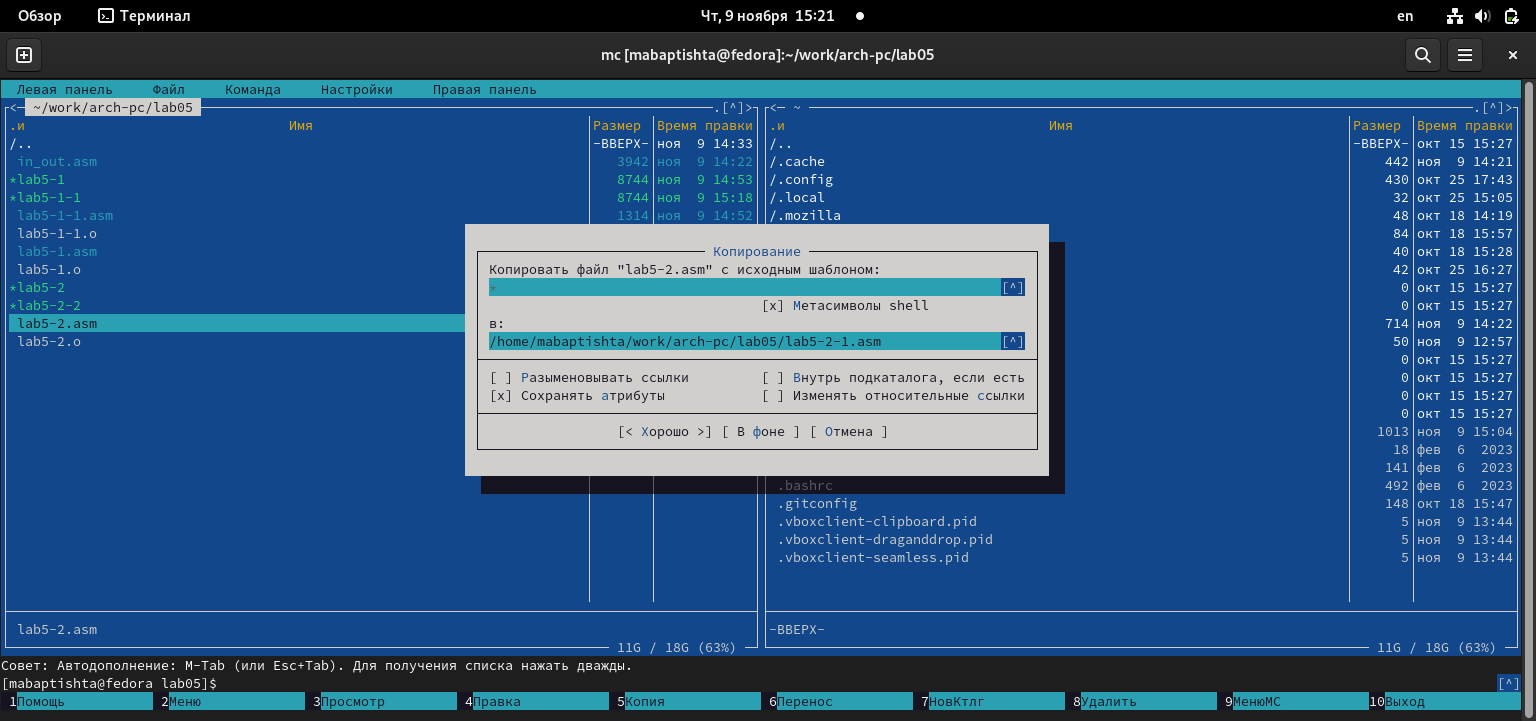 Обзор Терминал Чт, 9 ноября 15:21 en
mc [mabaptishta@fedora]:~/work/arch-pc/lab05
Левая панель Файл Команда Настройки Правая панель
<─ ~/work/arch-pc/lab05 .[^]> <─ ~ .[^]>
.и Имя Размер Время правки .и Имя Размер Время правки
/.. -ВВЕРХ- ноя 9 14:33 /.. -ВВЕРХ- окт 15 15:27
in_out.asm 3942 ноя 9 14:22 /.cache 442 ноя 9 14:21
*lab5-1 8744 ноя 9 14:53 /.config 430 окт 25 17:43
*lab5-1-1 8744 ноя 9 15:18 /.local 32 окт 25 15:05
lab5-1-1.asm 1314 ноя 9 14:52 /.mozilla 48 окт 18 14:19
lab5-1-1.o 84 окт 18 15:57
lab5-1.asm Копирование 40 окт 18 15:28
lab5-1.o Копировать файл "lab5-2.asm" с исходным шаблоном: 42 окт 25 16:27
*lab5-2 * [^] 0 окт 15 15:27
*lab5-2-2 [x] Метасимволы shell 0 окт 15 15:27
lab5-2.asm в: 714 ноя 9 14:22
lab5-2.o /home/mabaptishta/work/arch-pc/lab05/lab5-2-1.asm [^] 50 ноя 9 12:57
0 окт 15 15:27
[ ] Разыменовывать ссылки [ ] Внутрь подкаталога, если есть 0 окт 15 15:27
[x] Сохранять атрибуты [ ] Изменять относительные ссылки 0 окт 15 15:27
0 окт 15 15:27
[< Хорошо >] [ В фоне ] [ Отмена ] 1013 ноя 9 15:04
18 фев 6 2023
141 фев 6 2023
.bashrc 492 фев 6 2023
.gitconfig 148 окт 18 15:47
.vboxclient-clipboard.pid 5 ноя 9 13:44
.vboxclient-draganddrop.pid 5 ноя 9 13:44
.vboxclient-seamless.pid 5 ноя 9 13:44
lab5-2.asm -ВВЕРХ-
11G / 18G (63%) 11G / 18G (63%)
Совет: Автодополнение: M-Tab (или Esc+Tab). Для получения списка нажать дважды.
[mabaptishta@fedora lab05]$ [^]
1Помощь 2Меню 3Просмотр 4Правка 5Копия 6Перенос 7НовКтлг 8Удалить 9МенюМС 10Выход